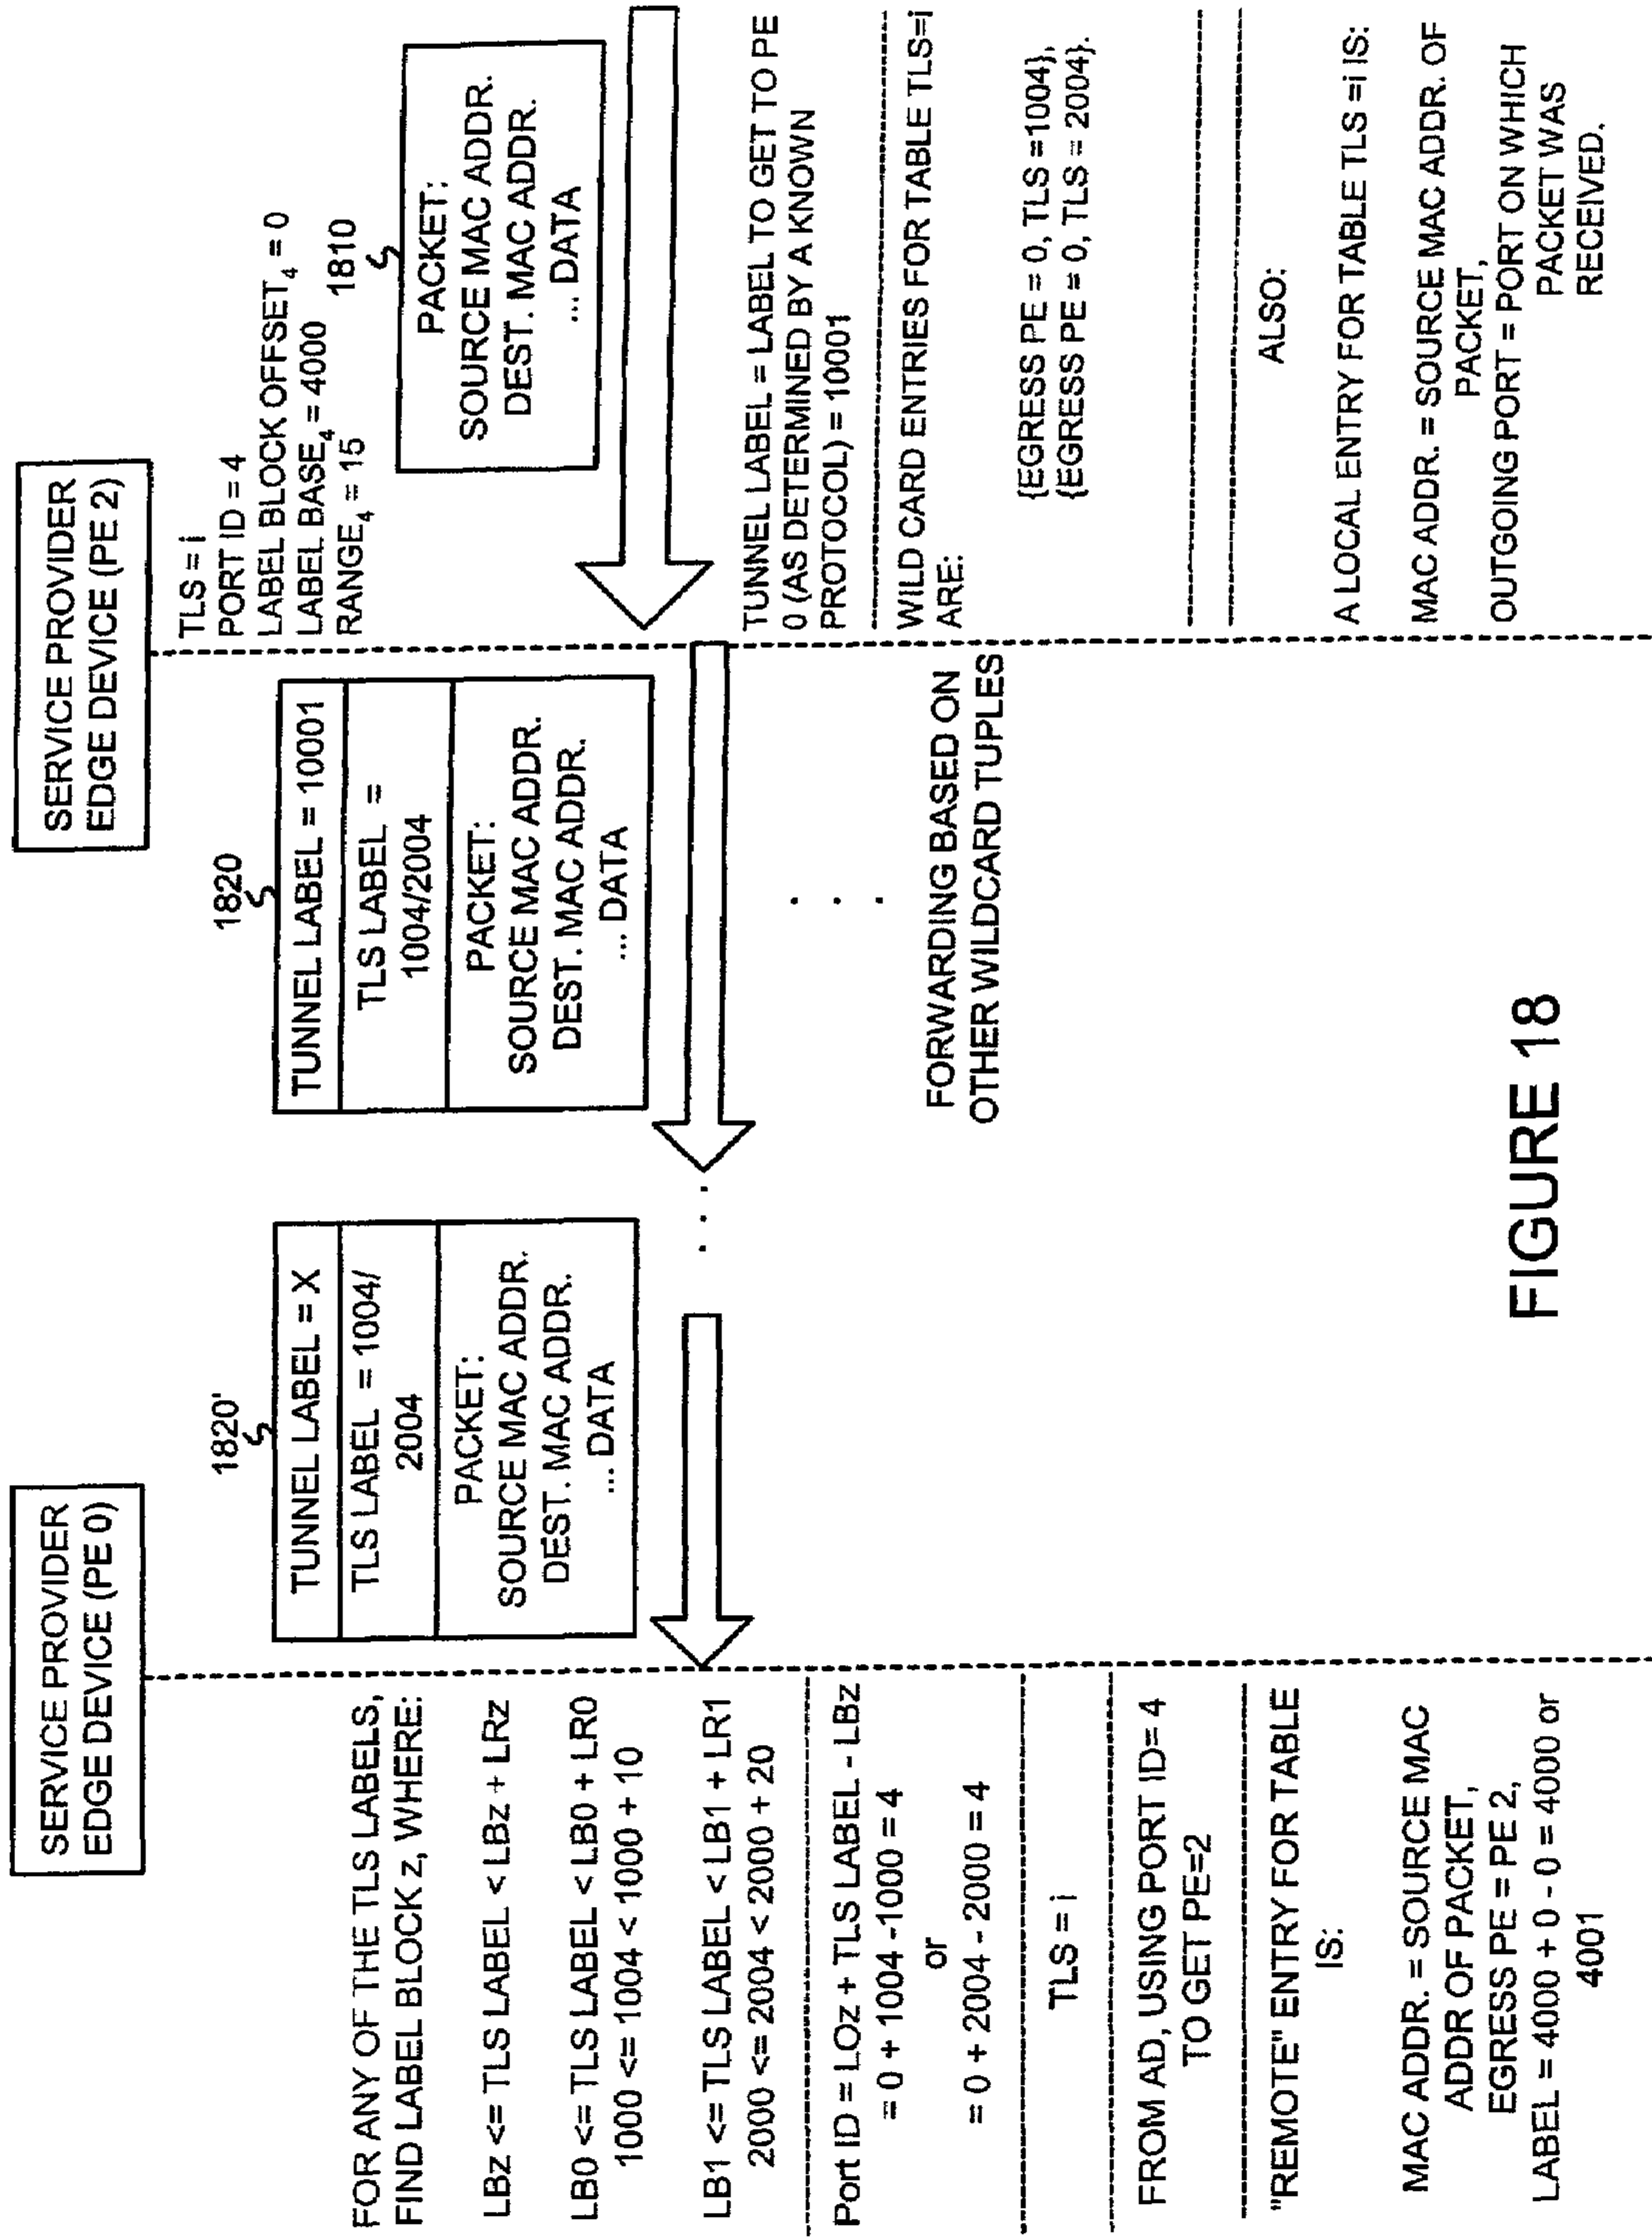 SERVICE PROVIDER
EDGE DEVICE (PE 0)
FOR ANY OF THE TLS LABELS,
FIND LABEL BLOCK z, WHERE:
LBz <= TLS LABEL < LBz + LRz
LB0 <= TLS LABEL < LB0 + LR0
1000 <= 1004 < 1000 + 10
LB1 <= TLS LABEL < LB1 + LR1
2000 <= 2004 < 2000 + 20
Port ID = LOz + TLS LABEL - LBz
= 0 + 1004 -1000 = 4
or
= 0 + 2004 - 2000 = 4
TLS = i
FROM AD, USING PORT ID= 4
TO GET PE=2
"REMOTE" ENTRY FOR TABLE
IS:
MAC ADDR. = SOURCE MAC
ADDR OF PACKET,
EGRESS PE = PE 2,
LABEL = 4000 + 0 - 0 = 4000 or
4001
1820'
TUNNEL LABEL = X
TLS LABEL = 1004/
2004
PACKET:
SOURCE MAC ADDR.
DEST. MAC ADDR.
... DATA
. . .
1820
TUNNEL LABEL = 10001
TLS LABEL =
1004/2004
PACKET:
SOURCE MAC ADDR.
DEST. MAC ADDR.
... DATA
.
.
.
FORWARDING BASED ON
OTHER WILDCARD TUPLES
SERVICE PROVIDER
EDGE DEVICE (PE 2)
TLS = i
PORT ID = 4
LABEL BLOCK OFFSET4 = 0
LABEL BASE4 = 4000
RANGE4 = 15
1810
PACKET:
SOURCE MAC ADDR.
DEST. MAC ADDR.
... DATA
TUNNEL LABEL = LABEL TO GET TO PE
0 (AS DETERMINED BY A KNOWN
PROTOCOL) = 10001
WILD CARD ENTRIES FOR TABLE TLS=i
ARE:
{EGRESS PE = 0, TLS =1004},
{EGRESS PE = 0, TLS = 2004}.
ALSO:
A LOCAL ENTRY FOR TABLE TLS =i IS:
MAC ADDR. = SOURCE MAC ADDR. OF
PACKET,
OUTGOING PORT = PORT ON WHICH
PACKET WAS
RECEIVED.
FIGURE 18